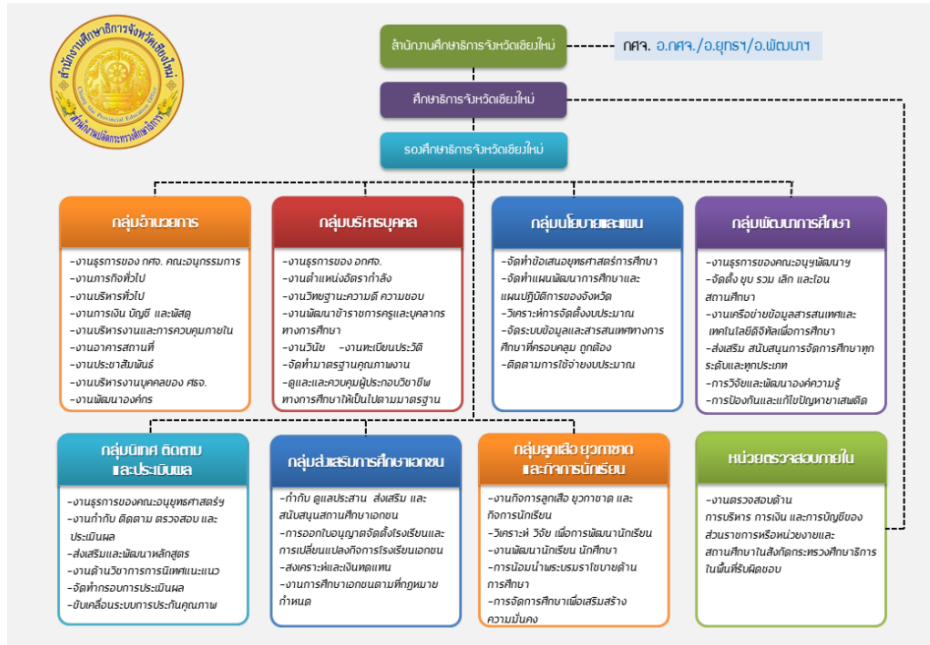 สำนักงานศึกษาธิการจังหวัดเชียงใหม่
Chiang Mai Provincial Education Office
สำนักงานปลัดกระทรวงศึกษาธิการ
สำนักงานศึกษาธิการจังหวัดเชียงใหม่
กศจ. อ.กศจ./อ.ยุทธฯ/อ.พัฒนาฯ
ศึกษาธิการจังหวัดเชียงใหม่
รองศึกษาธิการจังหวัดเชียงใหม่
กลุ่มอำนวยการ
-งานธุรการของ กศจ. คณะอนุกรรมการ
-งานภารกิจทั่วไป
-งานบริหารทั่วไป
-งานการเงิน บัญชี และพัสดุ
-งานบริหารงานและการควบคุมภายใน
-งานอาคารสถานที่
-งานประชาสัมพันธ์
-งานบริหารงานบุคคลของ ศธจ.
-งานพัฒนาองค์กร
กลุ่มบริหารบุคคล
-งานธุรการของ อกศจ.
-งานตำแหน่งอัตรากำลัง
-งานวิทยฐานะความดี ความชอบ
-งานพัฒนาข้าราชการครูและบุคลากร
ทางการศึกษา
-งานวินัย -งานทะเบียนประวัติ
-จัดทำมาตรฐานคุณภาพงาน
-ดูแลและและควบคุมผู้ประกอบวิชาชีพ
ทางการศึกษาให้เป็นไปตามมาตรฐาน
กลุ่มนโยบายและแผน
-จัดทำข้อเสนอยุทธศาสตร์การศึกษา
-จัดทำแผนพัฒนาการศึกษาและ
แผนปฏิบัติการของจังหวัด
-วิเคราะห์การจัดตั้งงบประมาณ
-จัดระบบข้อมูลและสารสนเทศทางการ
ศึกษาที่ครอบคลุม ถูกต้อง
-ติดตามการใช้จ่ายงบประมาณ
กลุ่มพัฒนาการศึกษา
-งานธุรการของคณะอนุฯพัฒนาฯ
-จัดตั้ง ยุบ รวม เลิก และโอน
สถานศึกษา
-งานเครือข่ายข้อมูลสารสนเทศและ
เทคโนโลยีดิจิทัลเพื่อการศึกษา
-ส่งเสริม สนับสนุนการจัดการศึกษาทุก
ระดับและทุกประเภท
-การวิจัยและพัฒนาองค์ความรู้
-การป้องกันและแก้ไขปัญหายาเสพติด
กลุ่มนิเทศ ติดตาม
และประเมินผล
-งานธุรการของคณะอนุยุทธศาสตร์ฯ
-งานกำกับ ติดตาม ตรวจสอบ และ
ประเมินผล
-ส่งเสริมและพัฒนาหลักสูตร
-งานด้านวิชาการการนิเทศแนะแนว
-จัดทำกรอบการประเมินผล
-ขับเคลื่อนระบบการประกันคุณภาพ
กลุ่มส่งเสริมการศึกษาเอกชน
-กำกับ ดูแลประสาน ส่งเสริม และ
สนับสนุนสถานศึกษาเอกชน
-การออกใบอนุญาตจัดตั้งโรงเรียนและ
การเปลี่ยนแปลงกิจการโรงเรียนเอกชน
-สงเคราะห์และเงินทดแทน
-งานการศึกษาเอกชนตามที่กฎหมาย
กำหนด
กลุ่มลูกเสือ ยุวกาชาด
และกิจการนักเรียน
-งานกิจการลูกเสือ ยุวกาชาด และ
กิจการนักเรียน
-วิเคราะห์ วิจัย เพื่อการพัฒนานักเรียน
-งานพัฒนานักเรียน นักศึกษา
-การน้อมนำพระบรมราโชบายด้าน
การศึกษา
-การจัดการศึกษาเพื่อเสริมสร้าง
ความมั่นคง
หน่วยตรวจสอบภายใน
-งานตรวจสอบด้าน
การบริหาร การเงิน และการบัญชีของ
ส่วนราชการหรือหน่วยงายและ
สถานศึกษาในสังกัดกระทรวงศึกษาธิการ
ในพื้นที่รับผิดชอบ